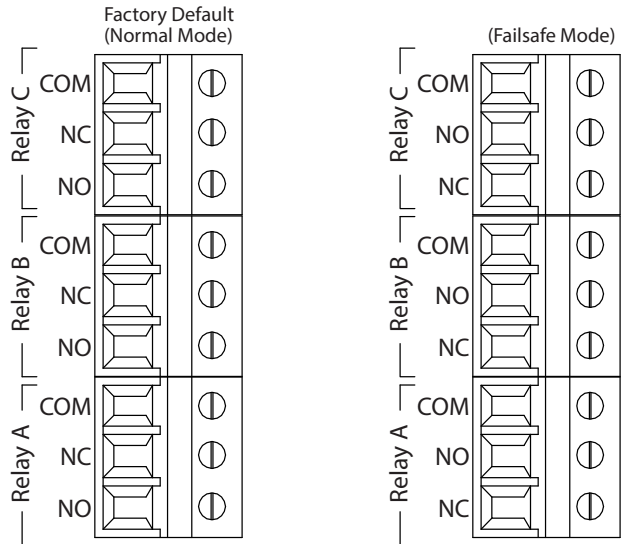 Factory Default
(Normal Mode)
Relay C
COM
NC
NO
Relay B
COM
NC
NO
Relay A
COM
NC
NO
(Failsafe Mode)
Relay C
COM
NO
NC
Relay B
COM
NO
NC
Relay A
COM
NO
NC